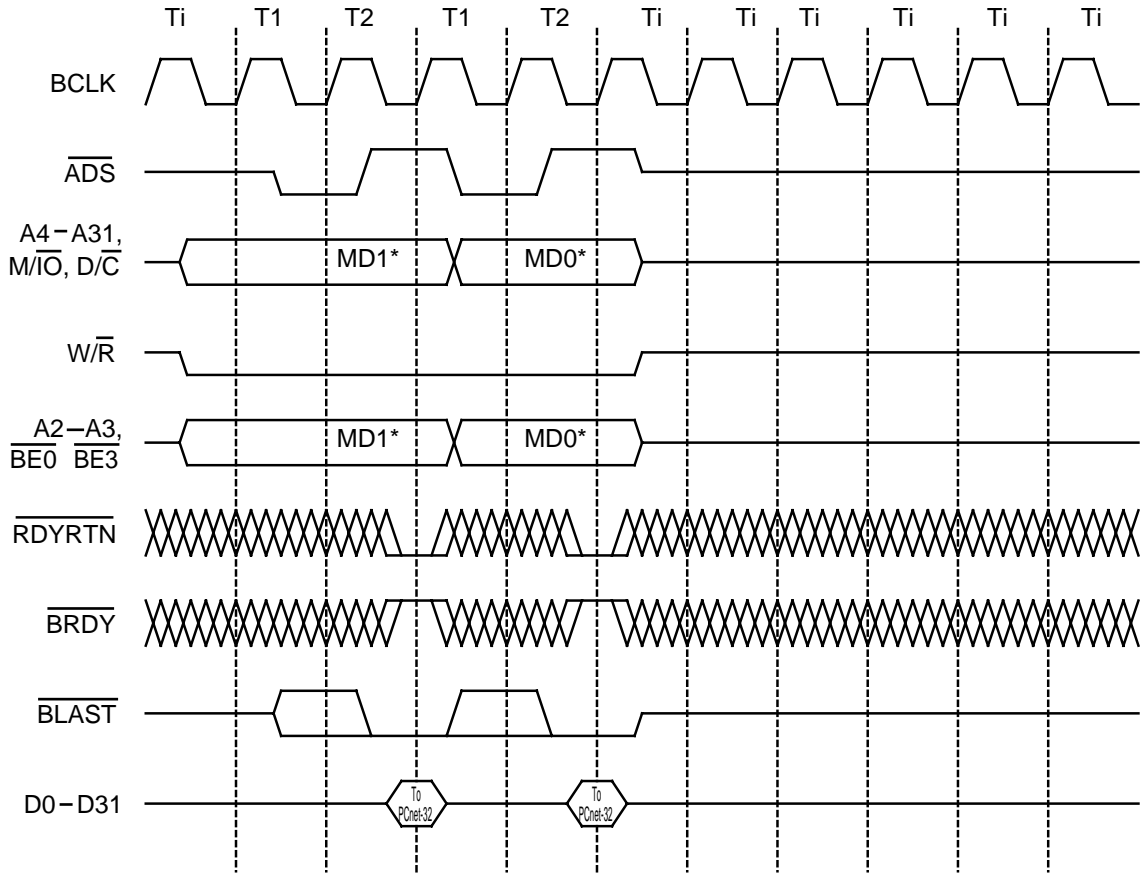 Ti T1 T2 T1 T2 Ti Ti Ti Ti Ti Ti
BCLK
ADS
A4–A31,
M/IO, D/C
MD1* MD0*
W/R
A2–A3,
BE0 BE3
MD1* MD0*
RDYRTN
BRDY
BLAST
D0–D31
To
PCnet-32
To
PCnet-32